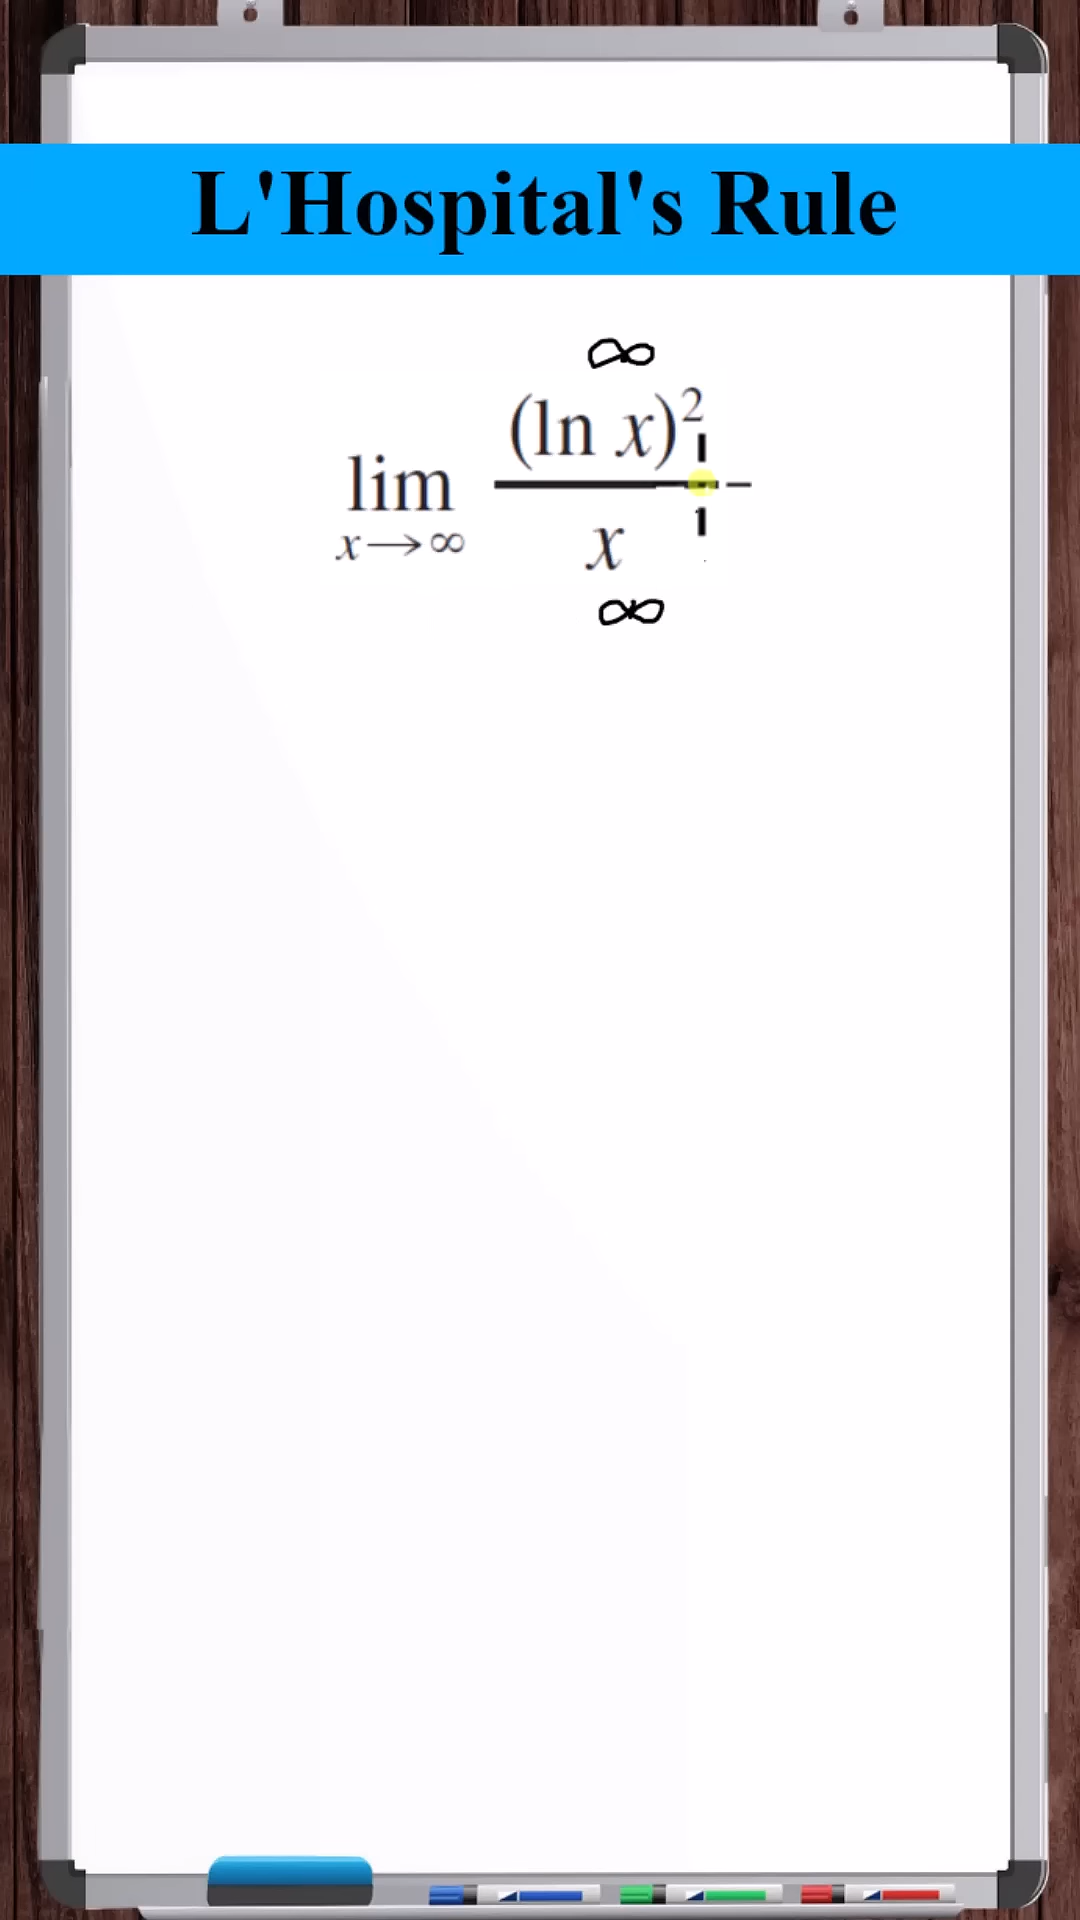 L'Hospital's Rule
∞
lim x→∞ (ln x)² / x
∞